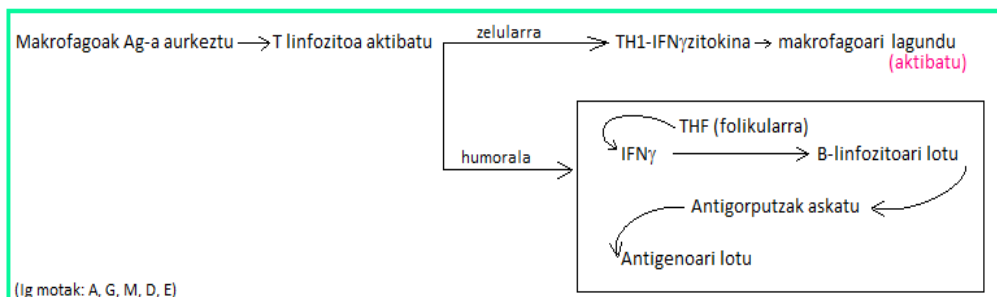 Makrofagoak Ag-a aurkeztu → T linfozitoa aktibatu
zelularra
TH1-IFNγzitokina → makrofagoari lagundu
(aktibatu)
humorala
THF (folikularra)
IFNγ → B-linfozitoari lotu
Antigorputzak askatu
Antigenoari lotu
(Ig motak: A, G, M, D, E)